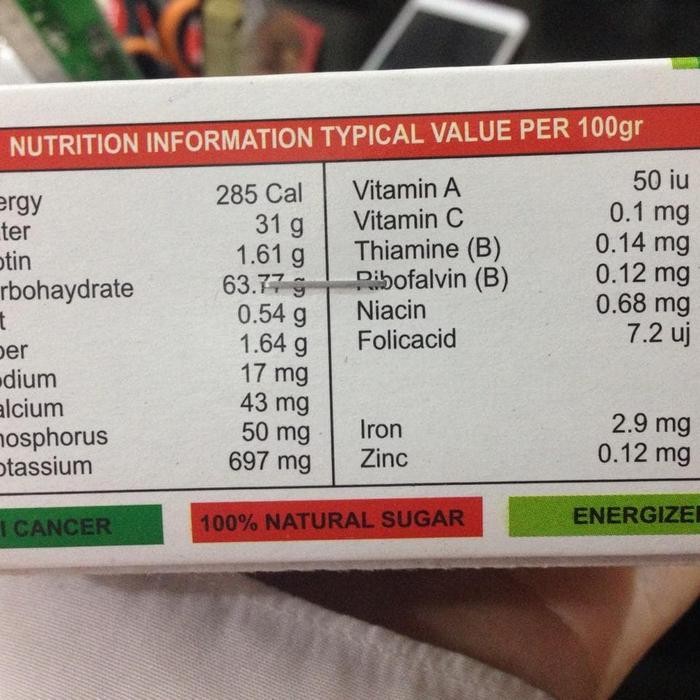 NUTRITION INFORMATION TYPICAL VALUE PER 100gr
ergy 285 Cal
ter 31 g
otin 1.61 g
rbohaydrate 63.77 g
t 0.54 g
ber 1.64 g
odium 17 mg
alcium 43 mg
hosphorus 50 mg
otassium 697 mg
Vitamin A 50 iu
Vitamin C 0.1 mg
Thiamine (B) 0.14 mg
Ribofalvin (B) 0.12 mg
Niacin 0.68 mg
Folicacid 7.2 uj
Iron 2.9 mg
Zinc 0.12 mg
I CANCER
100% NATURAL SUGAR
ENERGIZE